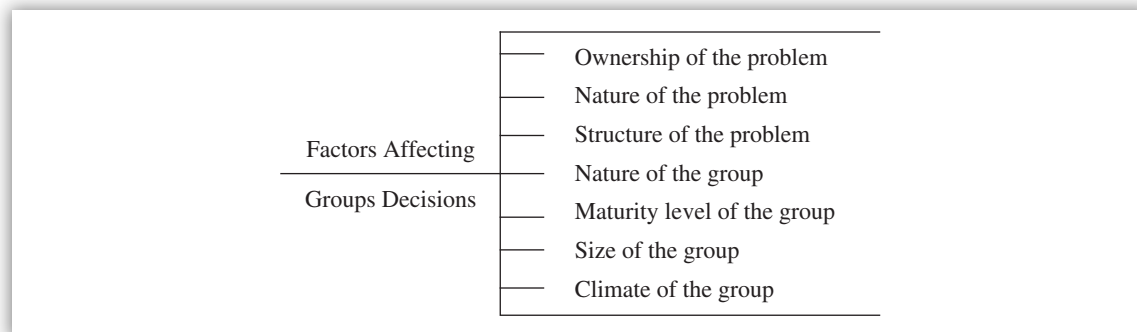 Factors Affecting
Groups Decisions
Ownership of the problem
Nature of the problem
Structure of the problem
Nature of the group
Maturity level of the group
Size of the group
Climate of the group